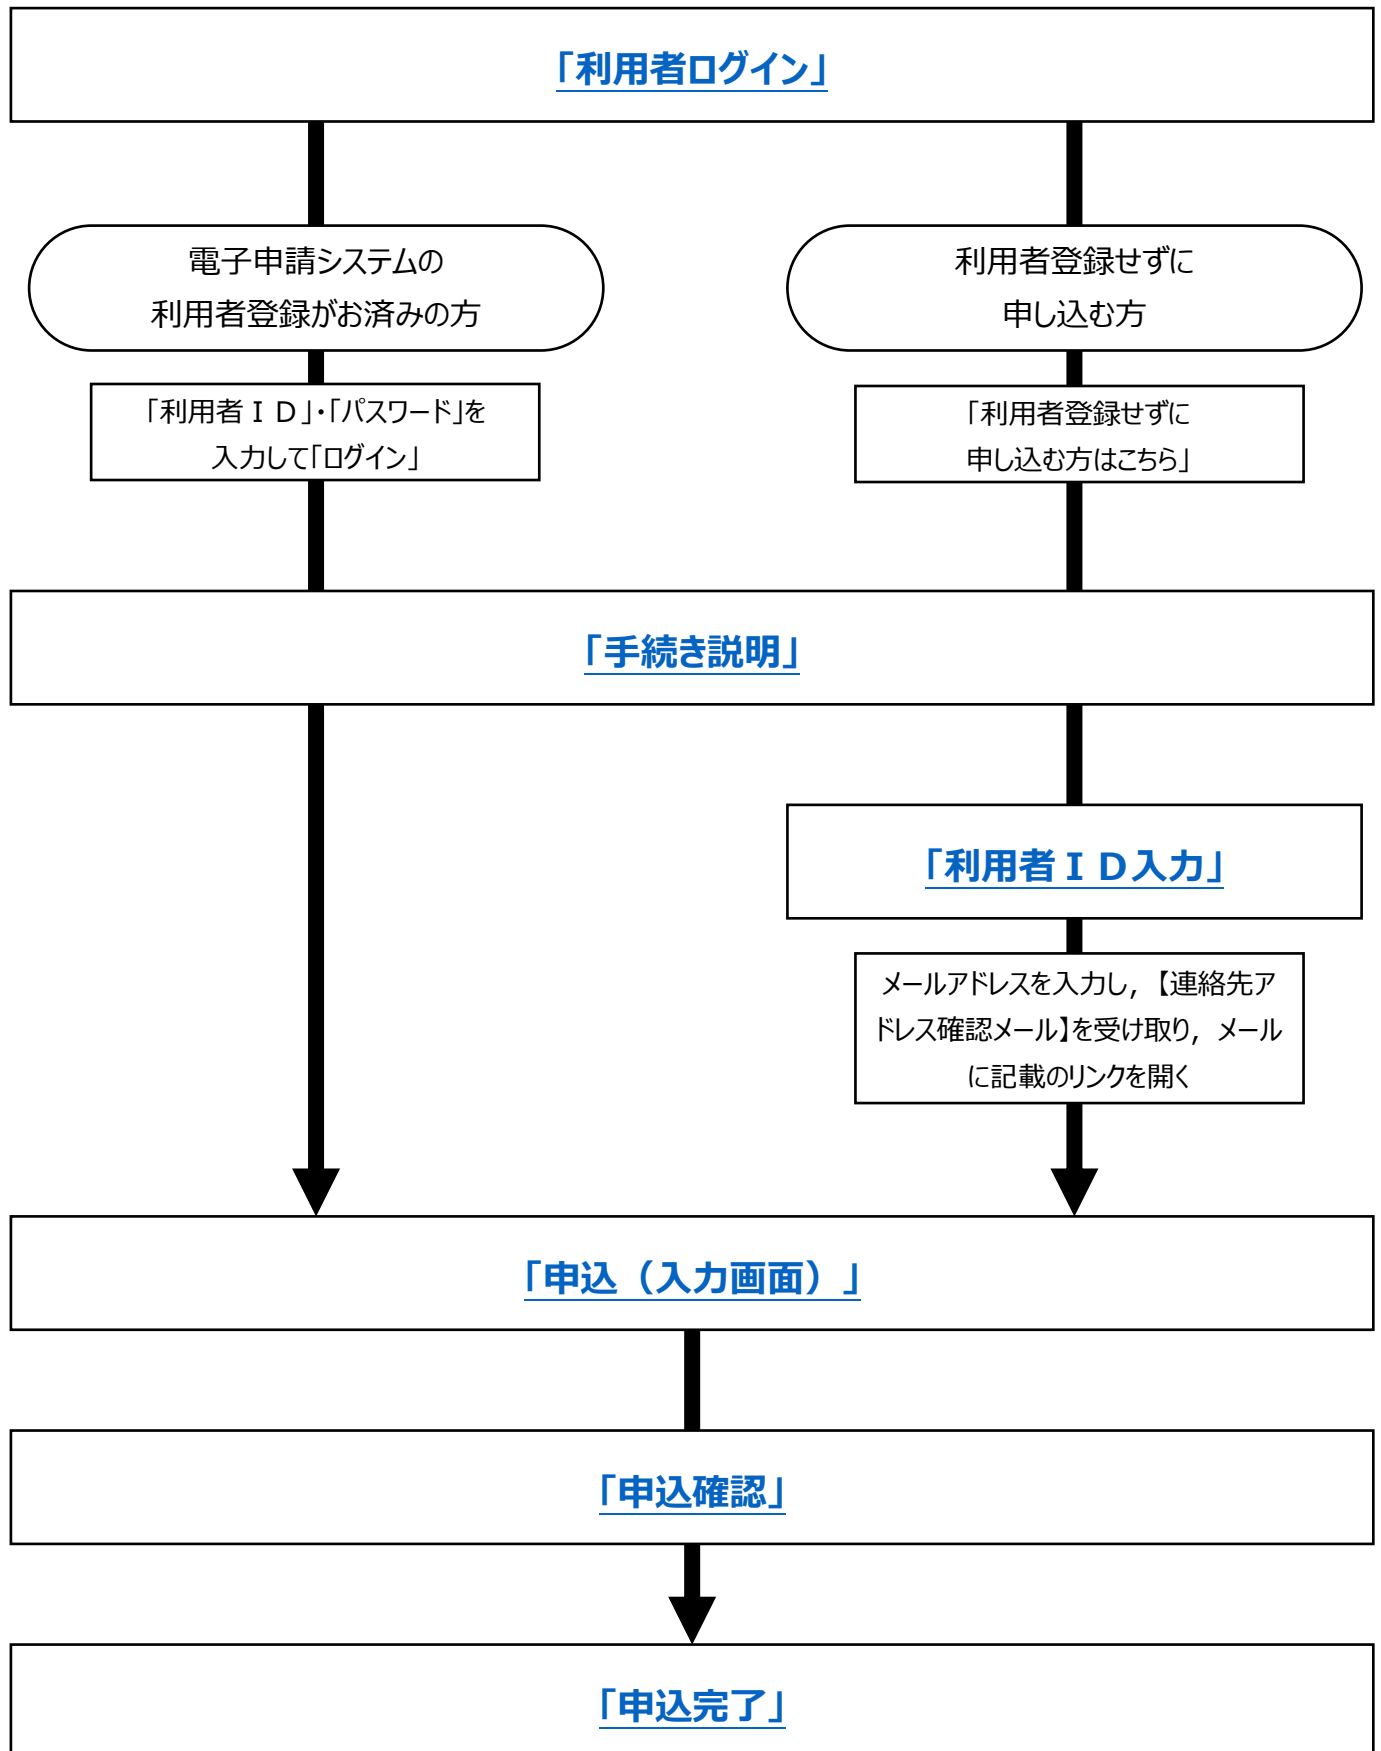 「利用者ログイン」
電子申請システムの
利用者登録がお済みの方
利用者登録せずに
申し込む方
「利用者ＩＤ」・「パスワード」を
入力して「ログイン」
「利用者登録せずに
申し込む方はこちら」
「手続き説明」
「利用者ＩＤ入力」
メールアドレスを入力し，【連絡先ア
ドレス確認メール】を受け取り，メール
に記載のリンクを開く
「申込（入力画面）」
「申込確認」
「申込完了」